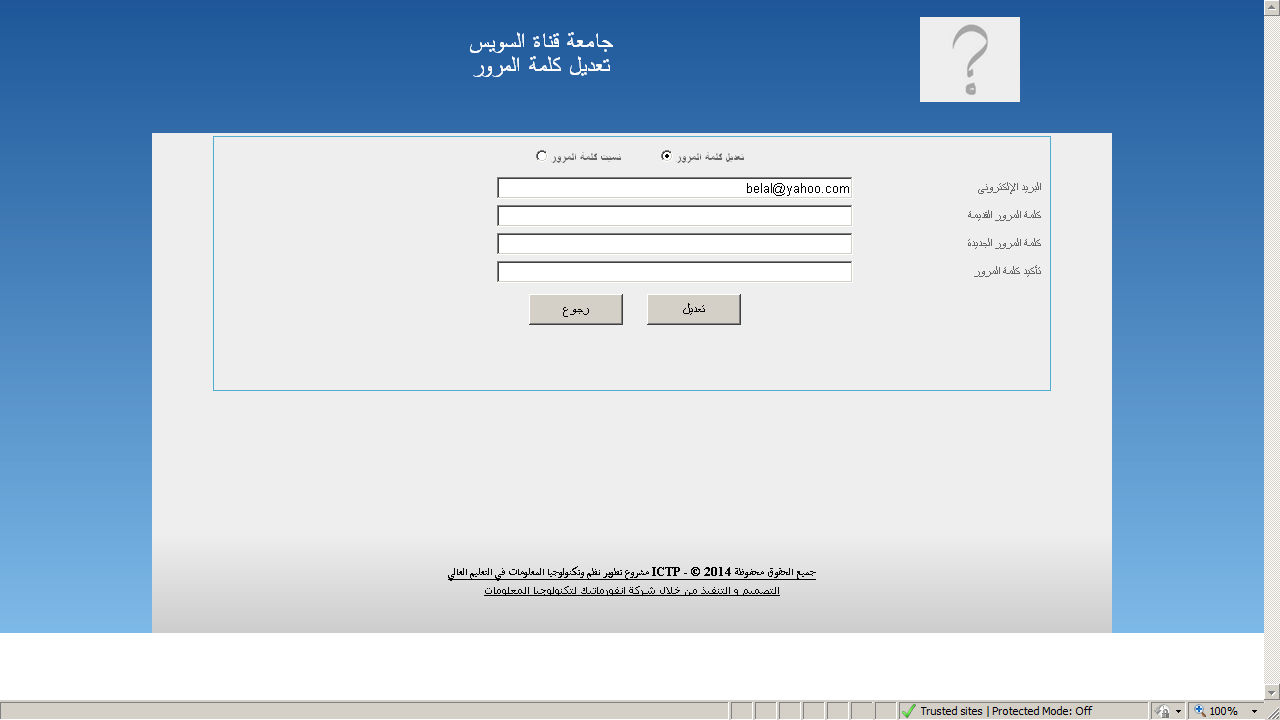 جامعة قناة السويس
تعديل كلمة المرور
تعديل كلمة المرور
نسيت كلمة المرور
البريد الإلكترونى
belal@yahoo.com
كلمة المرور القديمة
كلمة المرور الجديدة
تأكيد كلمة المرور
تعديل
رجوع
جميع الحقوق محفوظة 2014 © - ICTP مشروع تطوير نظم وتكنولوجيا المعلومات في التعليم العالي
التصميم و التنفيذ من خلال شركة انفورماتيك لتكنولوجيا المعلومات
Trusted sites | Protected Mode: Off
100%